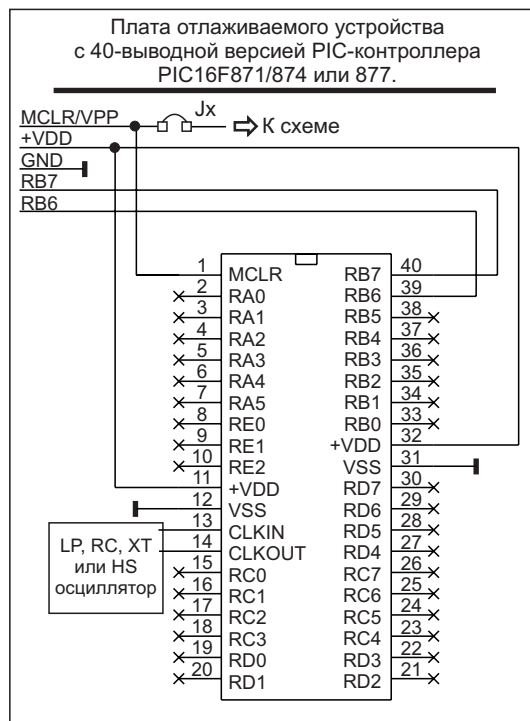 Плата отлаживаемого устройства
с 40-выводной версией PIC-контроллера
PIC16F871/874 или 877.
MCLR/VPP
Jx
К схеме
+VDD
GND
RB7
RB6
1 MCLR RB7 40
2 RA0 RB6 39
3 RA1 RB5 38
4 RA2 RB4 37
5 RA3 RB3 36
6 RA4 RB2 35
7 RA5 RB1 34
8 RE0 RB0 33
9 RE1 +VDD 32
10 RE2 VSS 31
11 +VDD RD7 30
12 VSS RD6 29
13 CLKIN RD5 28
14 CLKOUT RD4 27
15 RC0 RC7 26
16 RC1 RC6 25
17 RC2 RC5 24
18 RC3 RC4 23
19 RD0 RD3 22
20 RD1 RD2 21
LP, RC, XT
или HS
осциллятор